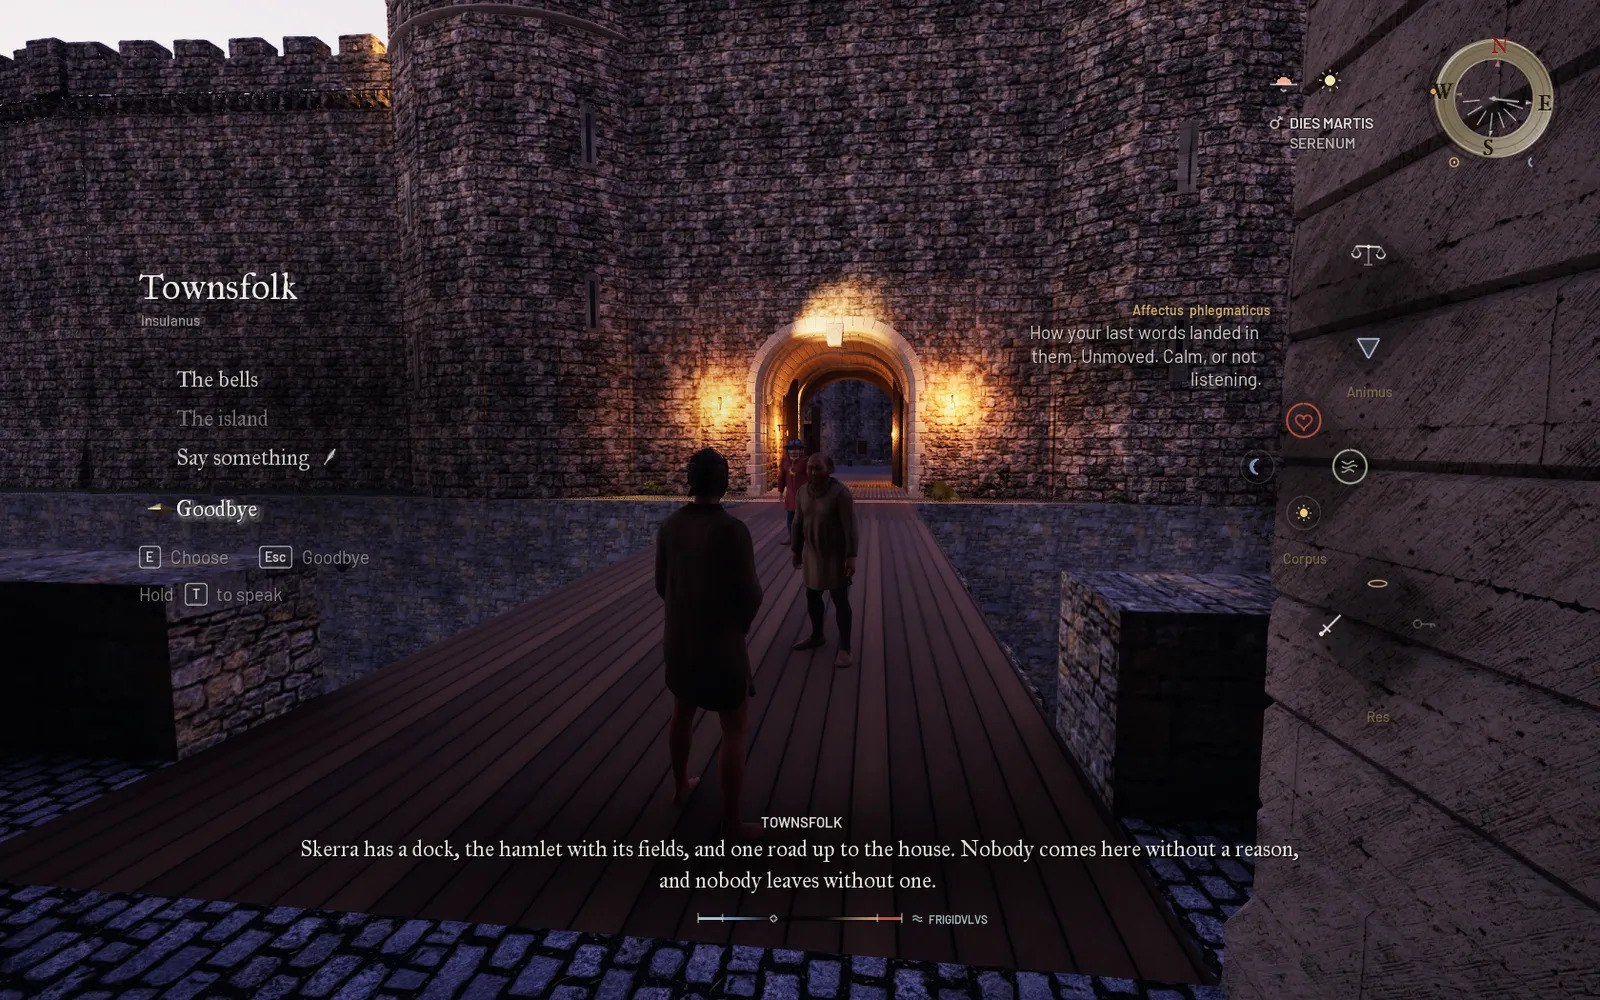 N
W
E
S
♂ DIES MARTIS
SERENUM
Townsfolk
insulanus
The bells
The island
Say something
Goodbye
E Choose Esc Goodbye
Hold T to speak
Affectus phlegmaticus
How your last words landed in
them. Unmoved. Calm, or not
listening.
Animus
Corpus
Res
TOWNSFOLK
Skerra has a dock, the hamlet with its fields, and one road up to the house. Nobody comes here without a reason,
and nobody leaves without one.
≈ FRIGIDVLVS